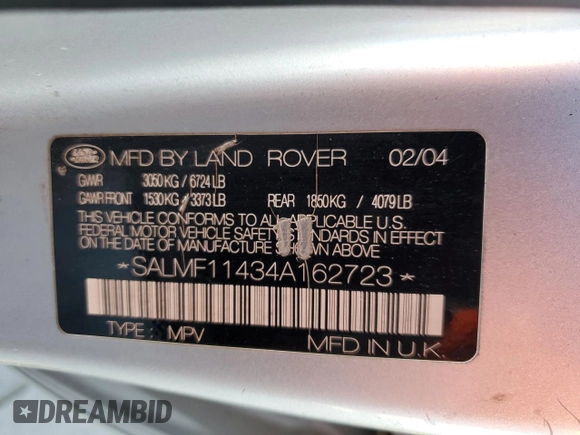 LAND ROVER
MFD BY LAND ROVER 02/04
GVWR 3050 KG / 6724 LB
GAWR FRONT 1530 KG / 3373 LB REAR 1850 KG / 4079 LB
THIS VEHICLE CONFORMS TO ALL APPLICABLE U.S.
FEDERAL MOTOR VEHICLE SAFETY STANDARDS IN EFFECT
ON THE DATE OF MANUFACTURE SHOWN ABOVE.
*SALMF11434A162723*
TYPE : MPV MFD IN U.K.
DREAMBID